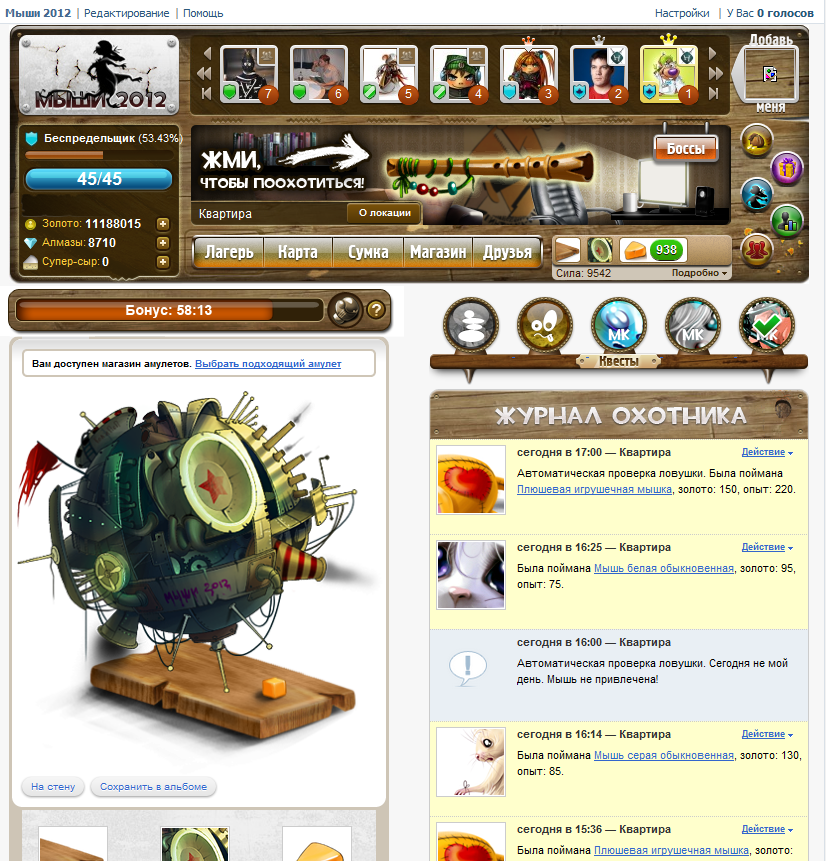 Мыши 2012 | Редактирование | Помощь
Настройки | У Вас 0 голосов
МЫШИ 2012
7
6
5
4
3
2
1
Добавь
меня
Беспредельщик (53.43%)
45/45
Золото: 11188015
Алмазы: 8710
Супер-сыр: 0
ЖМИ,
ЧТОБЫ ПООХОТИТЬСЯ!
Боссы
Квартира
О локации
Лагерь
Карта
Сумка
Магазин
Друзья
938
Сила: 9542
Подробно
Бонус: 58:13
?
МК
МК
МК
Квесты
Вам доступен магазин амулетов. Выбрать подходящий амулет
МЫШИ 2012
На стену
Сохранить в альбоме
ЖУРНАЛ ОХОТНИКА
сегодня в 17:00 — Квартира
Действие
Автоматическая проверка ловушки. Была поймана
Плюшевая игрушечная мышка, золото: 150, опыт: 220.
сегодня в 16:25 — Квартира
Действие
Была поймана Мышь белая обыкновенная, золото: 95,
опыт: 75.
сегодня в 16:00 — Квартира
Автоматическая проверка ловушки. Сегодня не мой
день. Мышь не привлечена!
сегодня в 16:14 — Квартира
Действие
Была поймана Мышь серая обыкновенная, золото: 130,
опыт: 85.
сегодня в 15:36 — Квартира
Действие
Была поймана Плюшевая игрушечная мышка, золото: